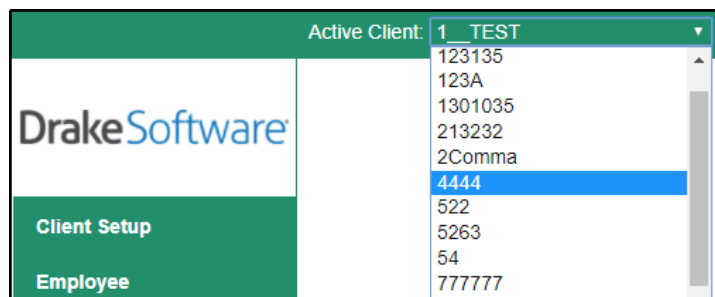 Active Client: 1__TEST
123135
123A
1301035
213232
2Comma
4444
522
5263
54
777777
DrakeSoftware
Client Setup
Employee